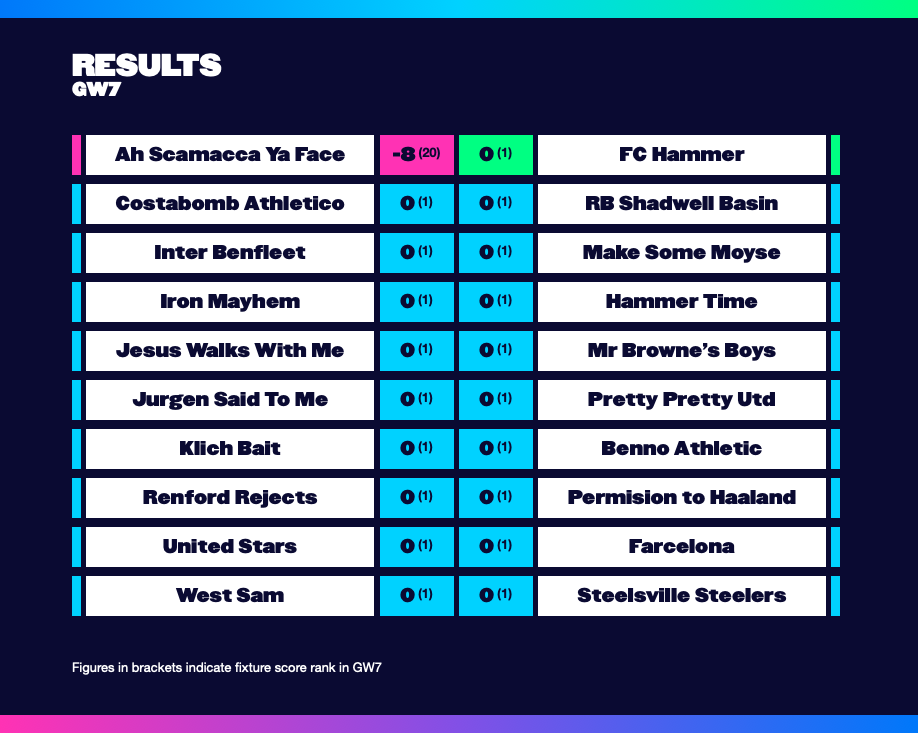 RESULTS
GW7
Ah Scamacca Ya Face -8 (20) 0 (1) FC Hammer
Costabomb Athletico 0 (1) 0 (1) RB Shadwell Basin
Inter Benfleet 0 (1) 0 (1) Make Some Moyse
Iron Mayhem 0 (1) 0 (1) Hammer Time
Jesus Walks With Me 0 (1) 0 (1) Mr Browne’s Boys
Jurgen Said To Me 0 (1) 0 (1) Pretty Pretty Utd
Klich Bait 0 (1) 0 (1) Benno Athletic
Renford Rejects 0 (1) 0 (1) Permision to Haaland
United Stars 0 (1) 0 (1) Farcelona
West Sam 0 (1) 0 (1) Steelsville Steelers
Figures in brackets indicate fixture score rank in GW7